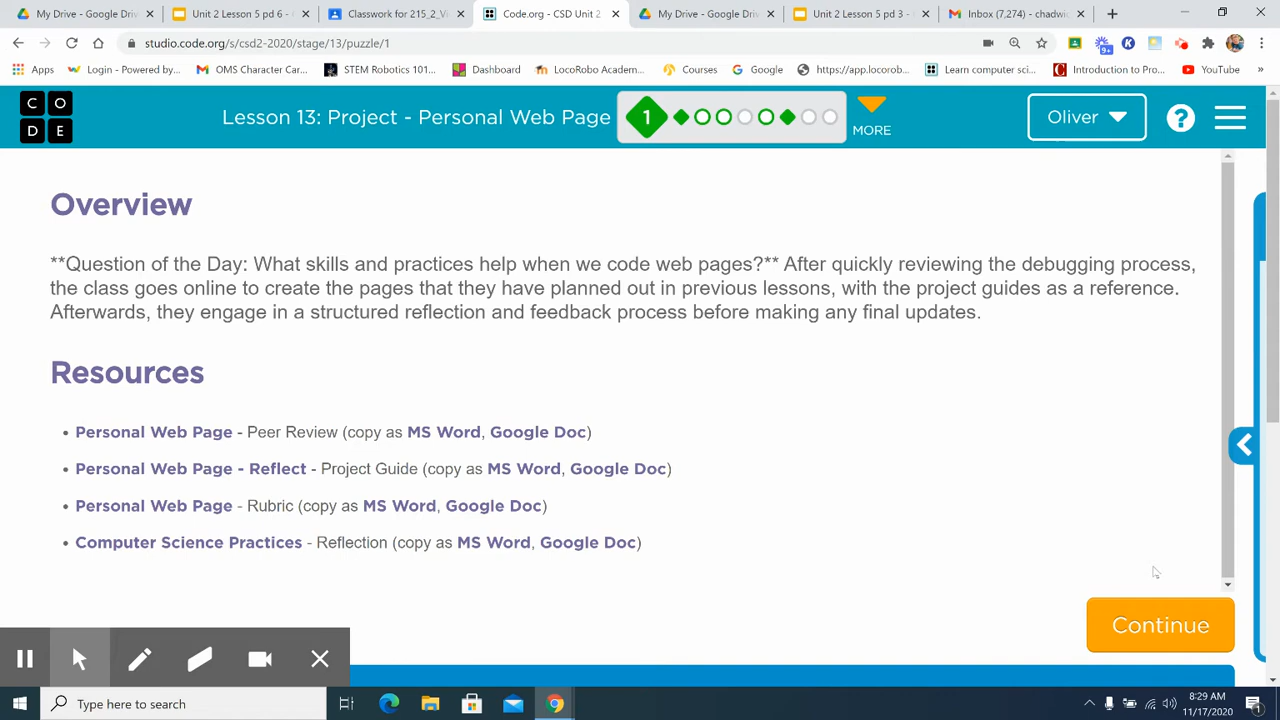 My Drive - Google Drive
Unit 2 Lesson 5 pd 6 -
Classwork for 215_2_Vi
Code.org - CSD Unit 2
My Drive - Google Drive
Unit 2 Lesson 5 pd 3 -
Inbox (7,274) - chadwic
studio.code.org/s/csd2-2020/stage/13/puzzle/1
9+
Apps
Login - Powered by...
OMS Character Car...
STEM Robotics 101...
Dashboard
LocoRobo Academ...
Courses
Google
https://app.locorob...
Learn computer sci...
Introduction to Pro...
YouTube
»
C O D E
Lesson 13: Project - Personal Web Page
1
MORE
Oliver
?
Overview
**Question of the Day: What skills and practices help when we code web pages?** After quickly reviewing the debugging process,
the class goes online to create the pages that they have planned out in previous lessons, with the project guides as a reference.
Afterwards, they engage in a structured reflection and feedback process before making any final updates.
Resources
• Personal Web Page - Peer Review (copy as MS Word, Google Doc)
• Personal Web Page - Reflect - Project Guide (copy as MS Word, Google Doc)
• Personal Web Page - Rubric (copy as MS Word, Google Doc)
• Computer Science Practices - Reflection (copy as MS Word, Google Doc)
Continue
Type here to search
8:29 AM
11/17/2020